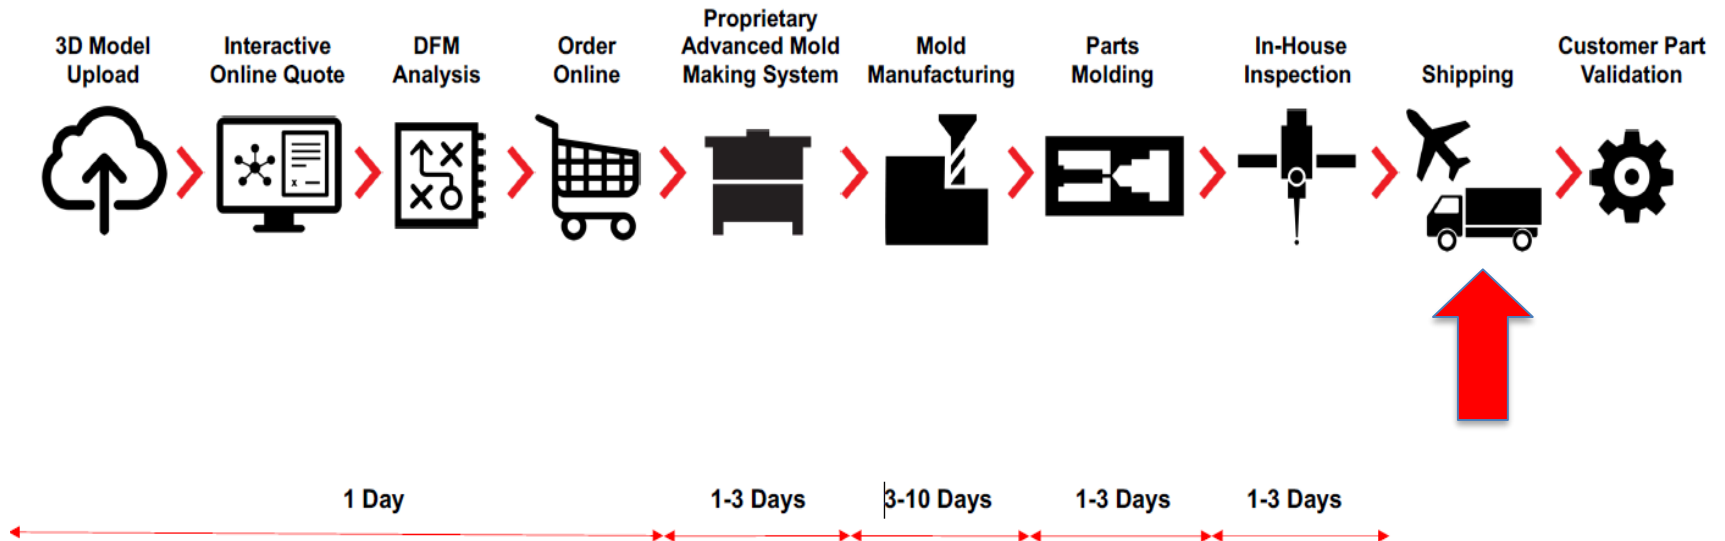 3D Model
Upload
Interactive
Online Quote
DFM
Analysis
Order
Online
Proprietary
Advanced Mold
Making System
Mold
Manufacturing
Parts
Molding
In-House
Inspection
Shipping
Customer Part
Validation
1 Day
1-3 Days
3-10 Days
1-3 Days
1-3 Days